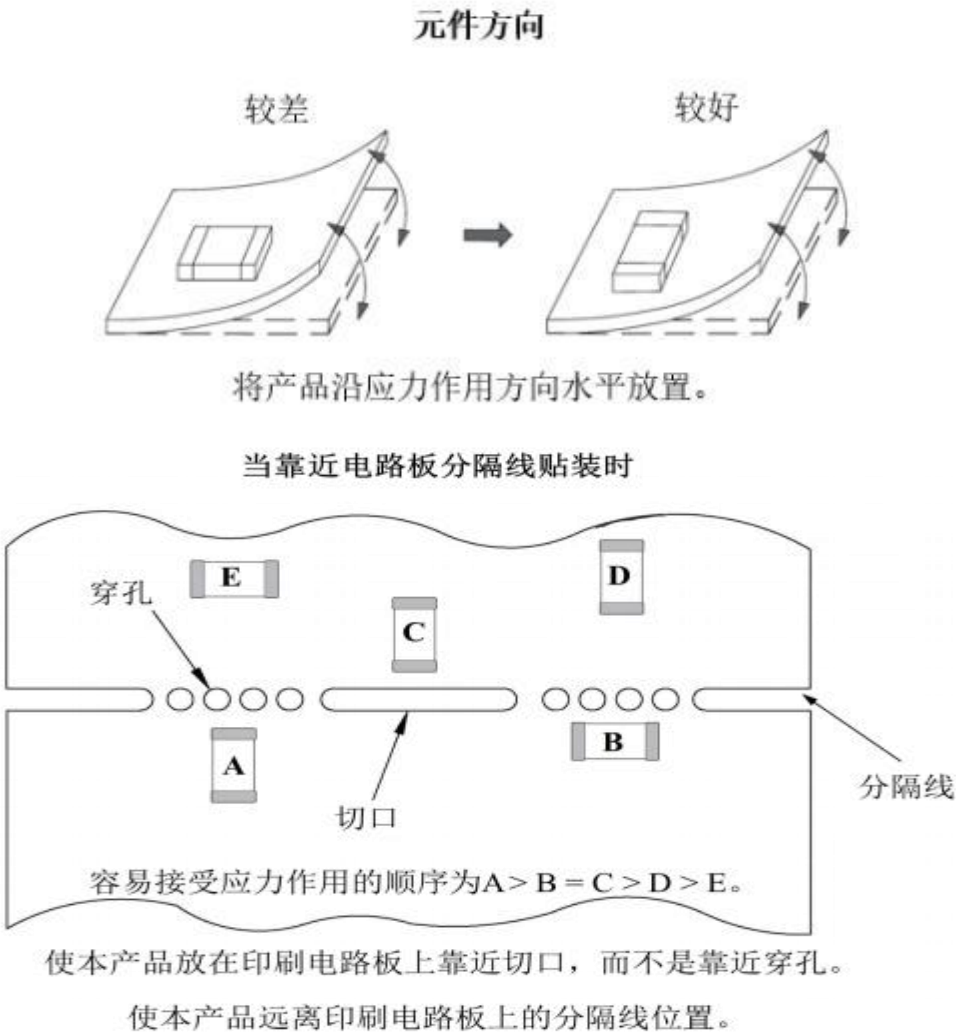 元件方向
较差
较好
将产品沿应力作用方向水平放置。
当靠近电路板分隔线贴装时
E
D
穿孔
C
A
B
分隔线
切口
容易接受应力作用的顺序为A > B = C > D > E。
使本产品放在印刷电路板上靠近切口，而不是靠近穿孔。
使本产品远离印刷电路板上的分隔线位置。